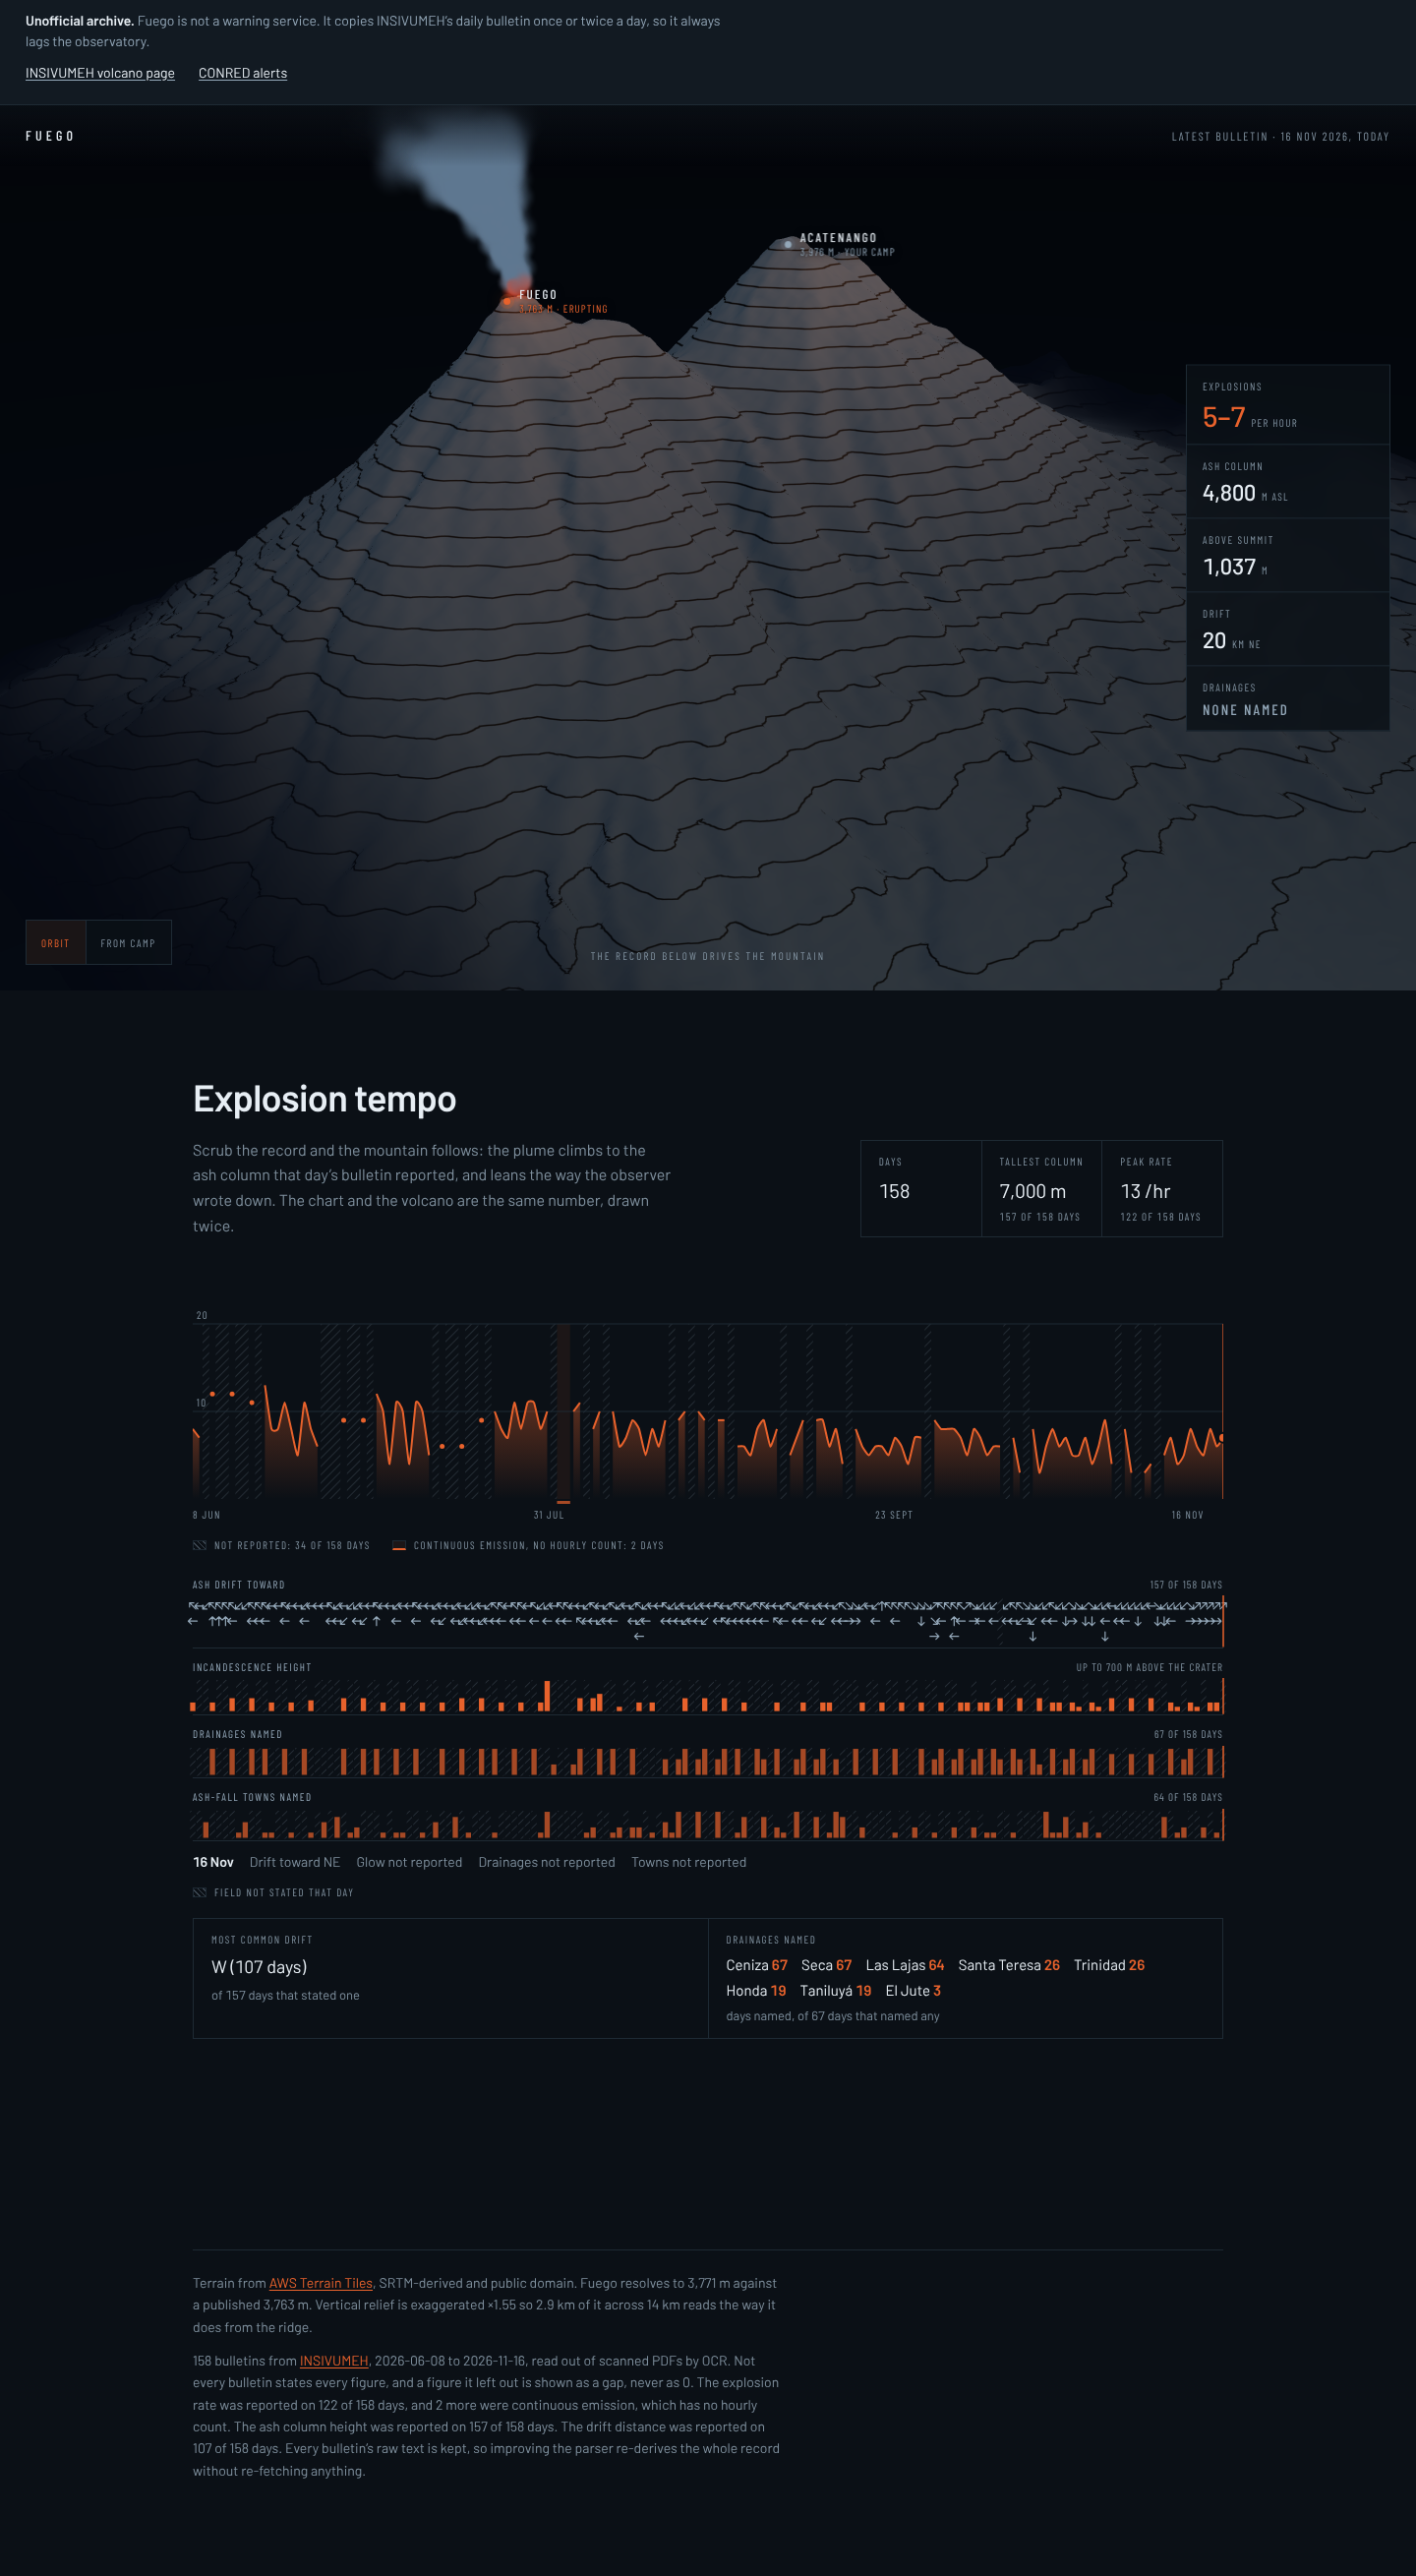 Unofficial archive. Fuego is not a warning service. It copies INSIVUMEH's daily bulletin once or twice a day, so it always
lags the observatory.
INSIVUMEH volcano page CONRED alerts
FUEGO
LATEST BULLETIN · 16 NOV 2026, TODAY
ACATENANGO
3,976 M · YOUR CAMP
FUEGO
3,763 M · ERUPTING
EXPLOSIONS
5–7 PER HOUR
ASH COLUMN
4,800 M ASL
ABOVE SUMMIT
1,037 M
DRIFT
20 KM NE
DRAINAGES
NONE NAMED
ORBIT FROM CAMP
THE RECORD BELOW DRIVES THE MOUNTAIN
Explosion tempo
Scrub the record and the mountain follows: the plume climbs to the
ash column that day's bulletin reported, and leans the way the observer
wrote down. The chart and the volcano are the same number, drawn
twice.
DAYS
158
TALLEST COLUMN
7,000 m
157 OF 158 DAYS
PEAK RATE
13 /hr
122 OF 158 DAYS
20
10
8 JUN 31 JUL 23 SEPT 16 NOV
NOT REPORTED: 34 OF 158 DAYS CONTINUOUS EMISSION, NO HOURLY COUNT: 2 DAYS
ASH DRIFT TOWARD 157 OF 158 DAYS
INCANDESCENCE HEIGHT UP TO 700 M ABOVE THE CRATER
DRAINAGES NAMED 67 OF 158 DAYS
ASH-FALL TOWNS NAMED 64 OF 158 DAYS
16 Nov Drift toward NE Glow not reported Drainages not reported Towns not reported
FIELD NOT STATED THAT DAY
MOST COMMON DRIFT
W (107 days)
of 157 days that stated one
DRAINAGES NAMED
Ceniza 67 Seca 67 Las Lajas 64 Santa Teresa 26 Trinidad 26
Honda 19 Taniluyá 19 El Jute 3
days named, of 67 days that named any
Terrain from AWS Terrain Tiles, SRTM-derived and public domain. Fuego resolves to 3,771 m against
a published 3,763 m. Vertical relief is exaggerated ×1.55 so 2.9 km of it across 14 km reads the way it
does from the ridge.
158 bulletins from INSIVUMEH, 2026-06-08 to 2026-11-16, read out of scanned PDFs by OCR. Not
every bulletin states every figure, and a figure it left out is shown as a gap, never as 0. The explosion
rate was reported on 122 of 158 days, and 2 more were continuous emission, which has no hourly
count. The ash column height was reported on 157 of 158 days. The drift distance was reported on
107 of 158 days. Every bulletin's raw text is kept, so improving the parser re-derives the whole record
without re-fetching anything.